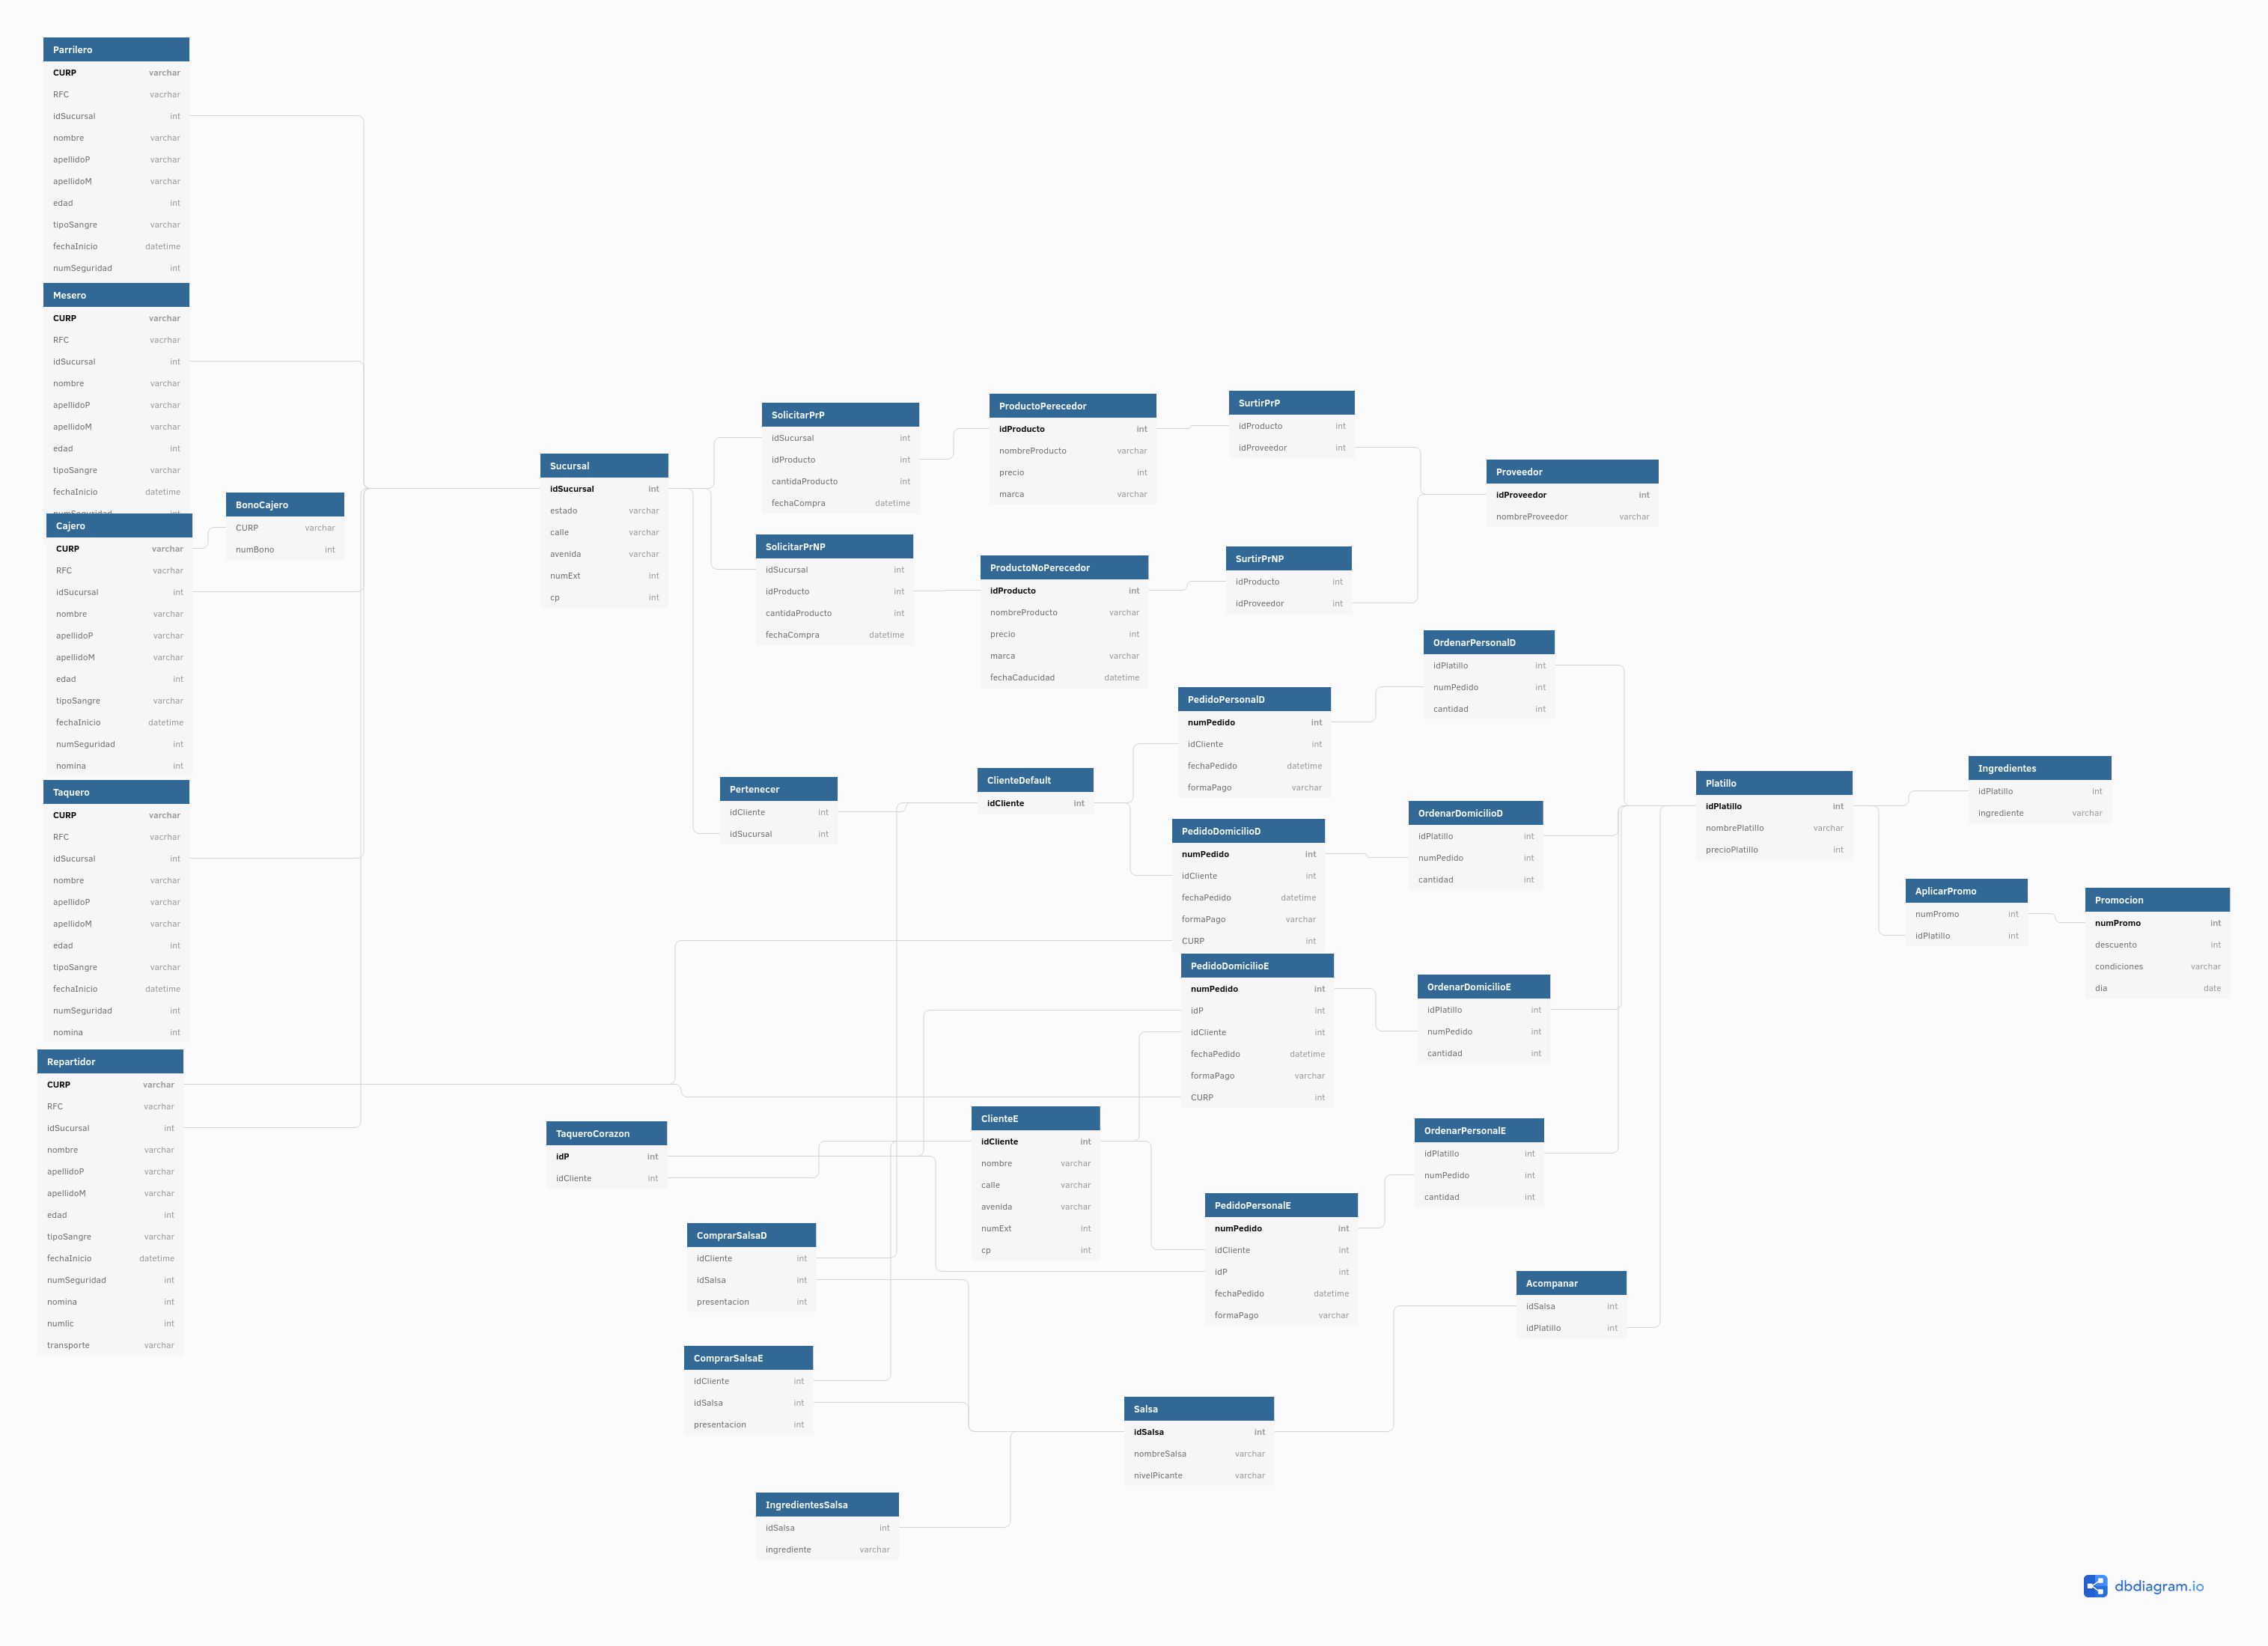 Parrilero
CURP varchar
RFC vacrhar
idSucursal int
nombre varchar
apellidoP varchar
apellidoM varchar
edad int
tipoSangre varchar
fechaInicio datetime
numSeguridad int
Mesero
CURP varchar
RFC vacrhar
idSucursal int
nombre varchar
apellidoP varchar
apellidoM varchar
edad int
tipoSangre varchar
fechaInicio datetime
numSeguridad int
Cajero
CURP varchar
RFC vacrhar
idSucursal int
nombre varchar
apellidoP varchar
apellidoM varchar
edad int
tipoSangre varchar
fechaInicio datetime
numSeguridad int
nomina int
BonoCajero
CURP varchar
numBono int
Taquero
CURP varchar
RFC vacrhar
idSucursal int
nombre varchar
apellidoP varchar
apellidoM varchar
edad int
tipoSangre varchar
fechaInicio datetime
numSeguridad int
nomina int
Repartidor
CURP varchar
RFC vacrhar
idSucursal int
nombre varchar
apellidoP varchar
apellidoM varchar
edad int
tipoSangre varchar
fechaInicio datetime
numSeguridad int
nomina int
numlic int
transporte varchar
Sucursal
idSucursal int
estado varchar
calle varchar
avenida varchar
numExt int
cp int
SolicitarPrP
idSucursal int
idProducto int
cantidaProducto int
fechaCompra datetime
SolicitarPrNP
idSucursal int
idProducto int
cantidaProducto int
fechaCompra datetime
ProductoPerecedor
idProducto int
nombreProducto varchar
precio int
marca varchar
ProductoNoPerecedor
idProducto int
nombreProducto varchar
precio int
marca varchar
fechaCaducidad datetime
SurtirPrP
idProducto int
idProveedor int
SurtirPrNP
idProducto int
idProveedor int
Proveedor
idProveedor int
nombreProveedor varchar
Pertenecer
idCliente int
idSucursal int
ClienteDefault
idCliente int
PedidoPersonalD
numPedido int
idCliente int
fechaPedido datetime
formaPago varchar
OrdenarPersonalD
idPlatillo int
numPedido int
cantidad int
PedidoDomicilioD
numPedido int
idCliente int
fechaPedido datetime
formaPago varchar
CURP int
OrdenarDomicilioD
idPlatillo int
numPedido int
cantidad int
PedidoDomicilioE
numPedido int
idP int
idCliente int
fechaPedido datetime
formaPago varchar
CURP int
OrdenarDomicilioE
idPlatillo int
numPedido int
cantidad int
Platillo
idPlatillo int
nombrePlatillo varchar
precioPlatillo int
Ingredientes
idPlatillo int
ingrediente varchar
AplicarPromo
numPromo int
idPlatillo int
Promocion
numPromo int
descuento int
condiciones varchar
dia date
TaqueroCorazon
idP int
idCliente int
ClienteE
idCliente int
nombre varchar
calle varchar
avenida varchar
numExt int
cp int
PedidoPersonalE
numPedido int
idCliente int
idP int
fechaPedido datetime
formaPago varchar
OrdenarPersonalE
idPlatillo int
numPedido int
cantidad int
ComprarSalsaD
idCliente int
idSalsa int
presentacion int
ComprarSalsaE
idCliente int
idSalsa int
presentacion int
Acompanar
idSalsa int
idPlatillo int
Salsa
idSalsa int
nombreSalsa varchar
nivelPicante varchar
IngredientesSalsa
idSalsa int
ingrediente varchar
dbdiagram.io